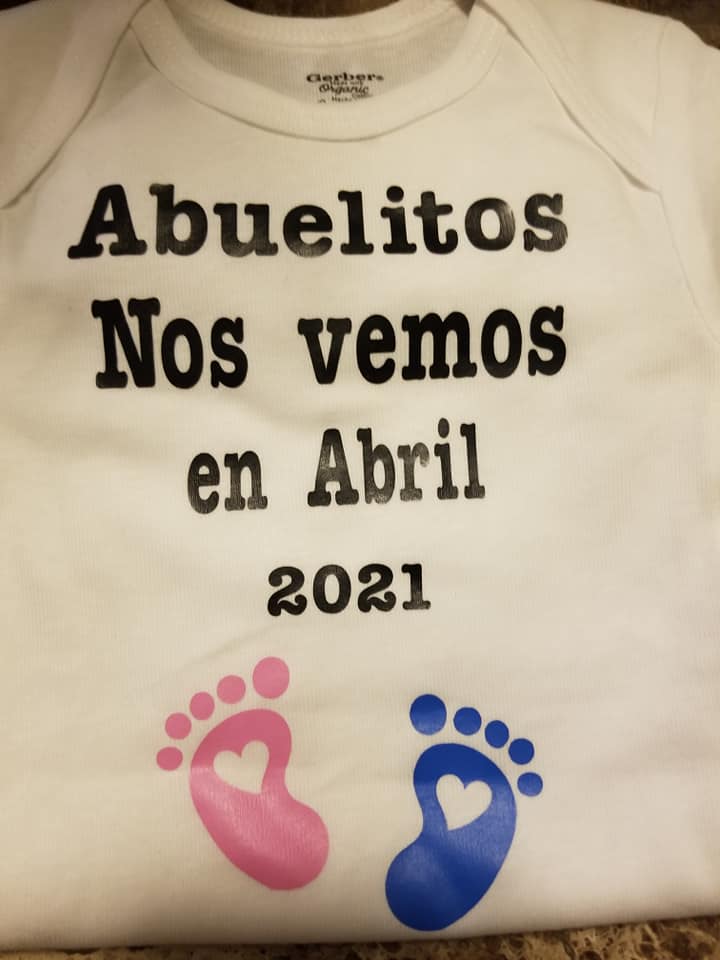 Gerber®
Organic
Abuelitos
Nos vemos
en Abril
2021